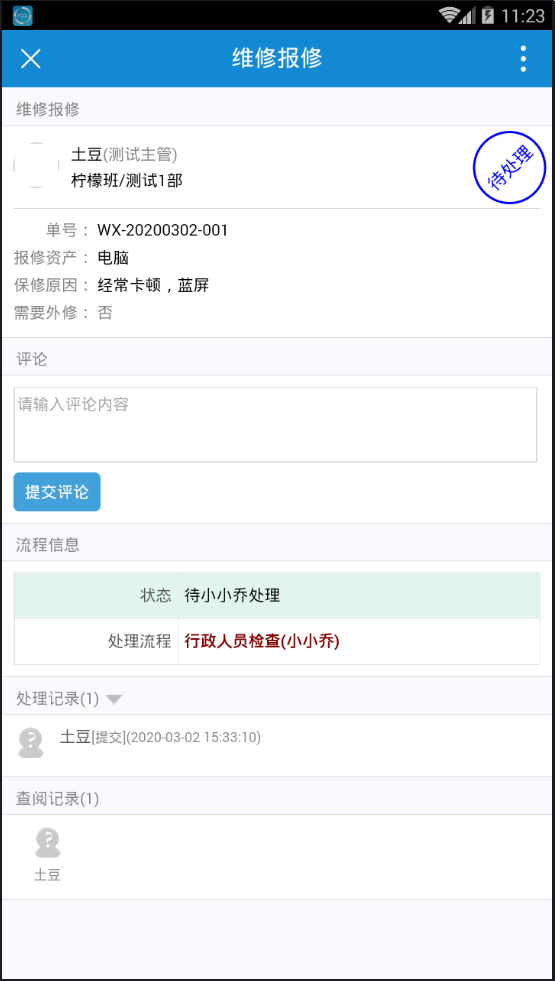 11:23
维修报修
维修报修
土豆(测试主管)
柠檬班/测试1部
待处理
单号： WX-20200302-001
报修资产： 电脑
保修原因： 经常卡顿，蓝屏
需要外修： 否
评论
请输入评论内容
提交评论
流程信息
状态 待小小乔处理
处理流程 行政人员检查(小小乔)
处理记录(1)
土豆[提交](2020-03-02 15:33:10)
查阅记录(1)
土豆